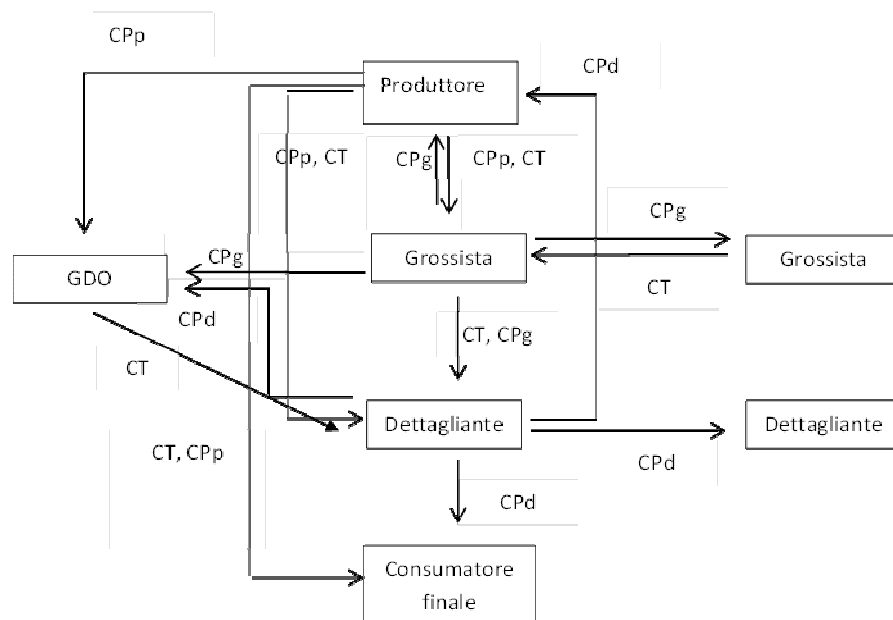 CPp
CPd
Produttore
CPp, CT
CPg
CPp, CT
CPg
Grossista
Grossista
CPg
GDO
CT
CPd
CT, CPg
CT
Dettagliante
Dettagliante
CT, CPp
CPd
CPd
Consumatore
finale